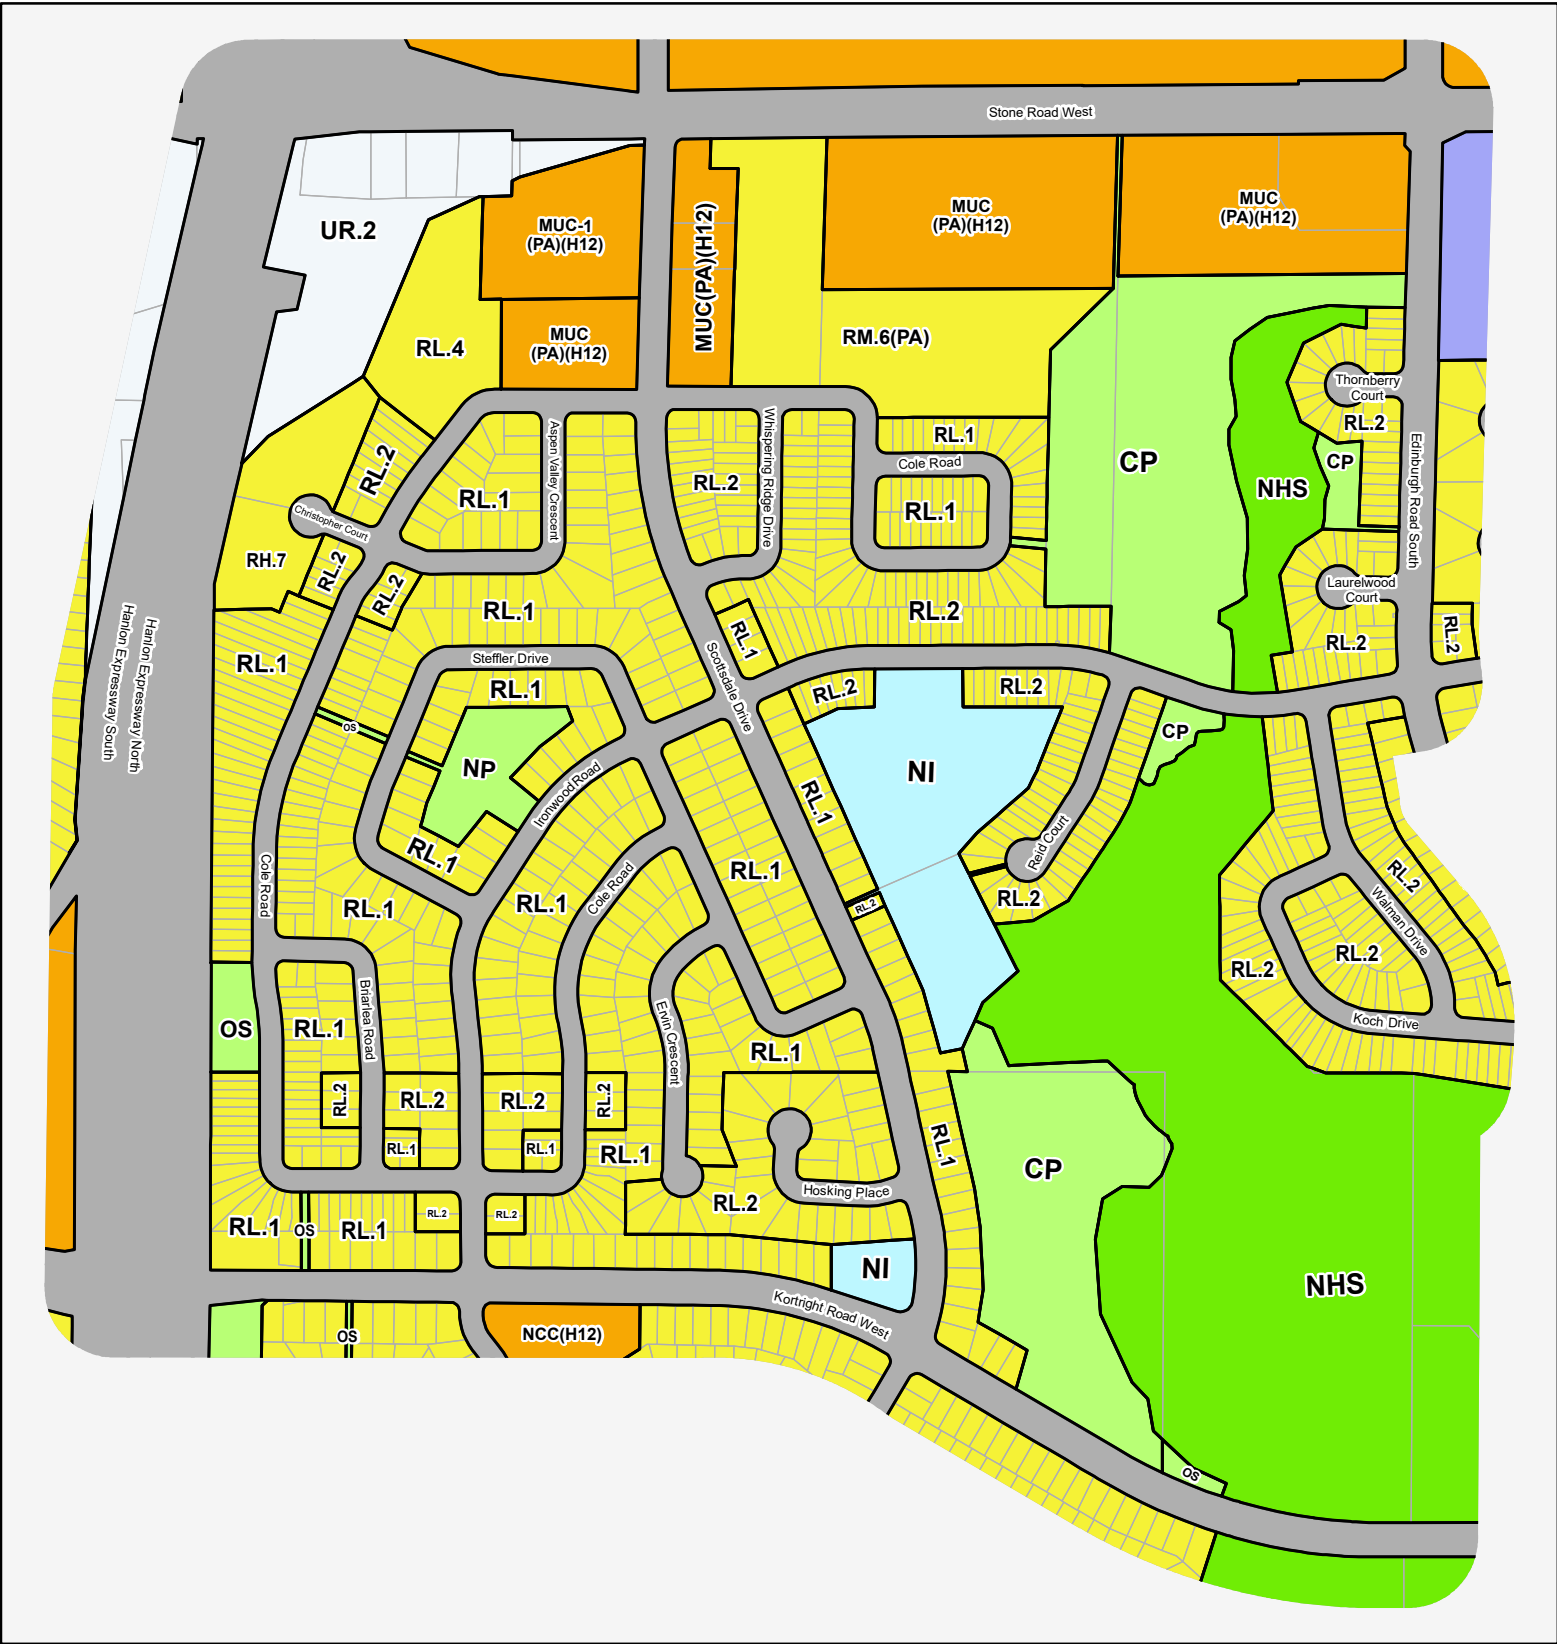 Stone Road West
UR.2
MUC-1
(PA)(H12)
MUC(PA)(H12)
MUC
(PA)(H12)
MUC
(PA)(H12)
RL.4
MUC
(PA)(H12)
RM.6(PA)
Thornberry
Court
RL.2
RL.2
RL.1
Aspen Valley Crescent
RL.2
Whispering Ridge Drive
RL.1
Cole Road
RL.1
CP
NHS
CP
Edinburgh Road South
Christopher Court
RH.7
RL.2
RL.2
RL.1
RL.1
RL.2
Laurelwood
Court
RL.2
RL.2
Hanlon Expressway South
Hanlon Expressway North
RL.1
Steffler Drive
RL.1
Scottsdale Drive
RL.2
RL.2
OS
NP
Ironwood Road
RL.1
NI
CP
RL.1
Cole Road
RL.1
RL.1
Cole Road
RL.1
RL.2
Reid Court
RL.2
RL.2
Walman Drive
RL.2
RL.2
Koch Drive
OS
RL.1
Briarlea Road
Ervin Crescent
RL.1
RL.2
RL.2
RL.2
RL.2
RL.1
RL.1
RL.1
RL.1
CP
RL.2
Hosking Place
RL.1
OS
RL.1
RL.2
RL.2
NI
NHS
Kortright Road West
OS
NCC(H12)
OS